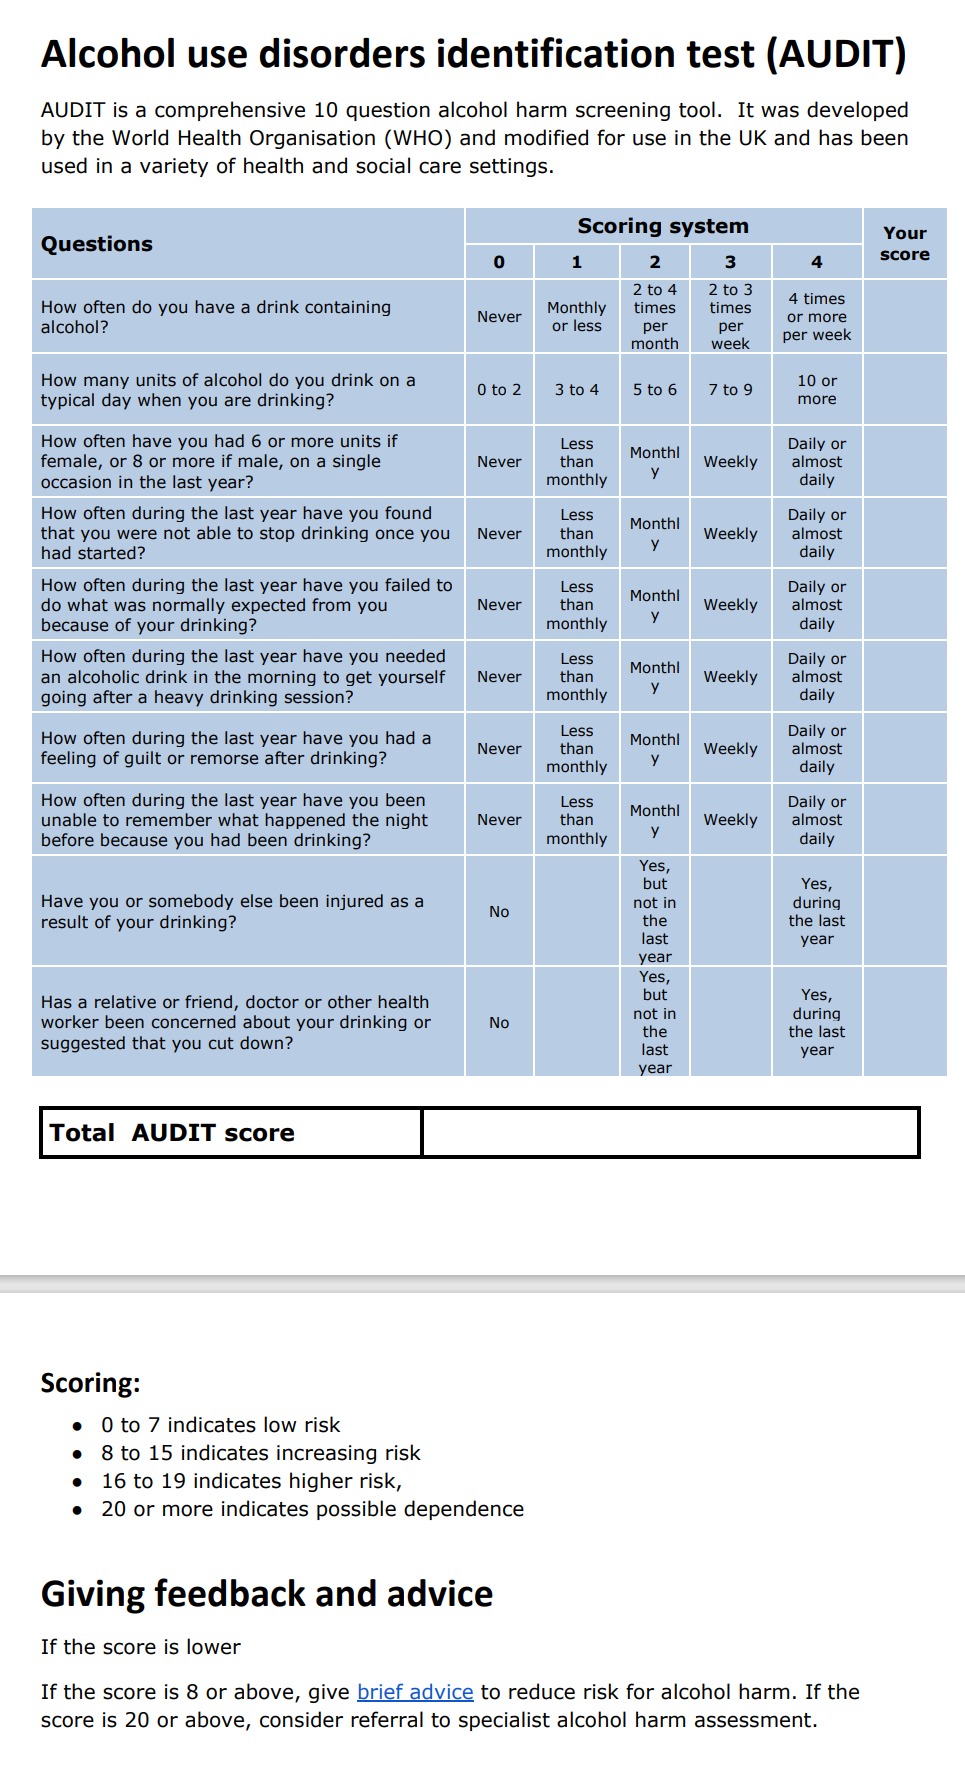 Alcohol use disorders identification test (AUDIT)
AUDIT is a comprehensive 10 question alcohol harm screening tool.  It was developed
by the World Health Organisation (WHO) and modified for use in the UK and has been
used in a variety of health and social care settings.
Questions
Scoring system
Your
score
0 1 2 3 4
How often do you have a drink containing
alcohol?
Never
Monthly
or less
2 to 4
times
per
month
2 to 3
times
per
week
4 times
or more
per week
How many units of alcohol do you drink on a
typical day when you are drinking?
0 to 2
3 to 4
5 to 6
7 to 9
10 or
more
How often have you had 6 or more units if
female, or 8 or more if male, on a single
occasion in the last year?
Never
Less
than
monthly
Monthl
y
Weekly
Daily or
almost
daily
How often during the last year have you found
that you were not able to stop drinking once you
had started?
Never
Less
than
monthly
Monthl
y
Weekly
Daily or
almost
daily
How often during the last year have you failed to
do what was normally expected from you
because of your drinking?
Never
Less
than
monthly
Monthl
y
Weekly
Daily or
almost
daily
How often during the last year have you needed
an alcoholic drink in the morning to get yourself
going after a heavy drinking session?
Never
Less
than
monthly
Monthl
y
Weekly
Daily or
almost
daily
How often during the last year have you had a
feeling of guilt or remorse after drinking?
Never
Less
than
monthly
Monthl
y
Weekly
Daily or
almost
daily
How often during the last year have you been
unable to remember what happened the night
before because you had been drinking?
Never
Less
than
monthly
Monthl
y
Weekly
Daily or
almost
daily
Have you or somebody else been injured as a
result of your drinking?
No
Yes,
but
not in
the
last
year
Yes,
during
the last
year
Has a relative or friend, doctor or other health
worker been concerned about your drinking or
suggested that you cut down?
No
Yes,
but
not in
the
last
year
Yes,
during
the last
year
Total  AUDIT score
Scoring:
● 0 to 7 indicates low risk
● 8 to 15 indicates increasing risk
● 16 to 19 indicates higher risk,
● 20 or more indicates possible dependence
Giving feedback and advice
If the score is lower
If the score is 8 or above, give brief advice to reduce risk for alcohol harm. If the
score is 20 or above, consider referral to specialist alcohol harm assessment.